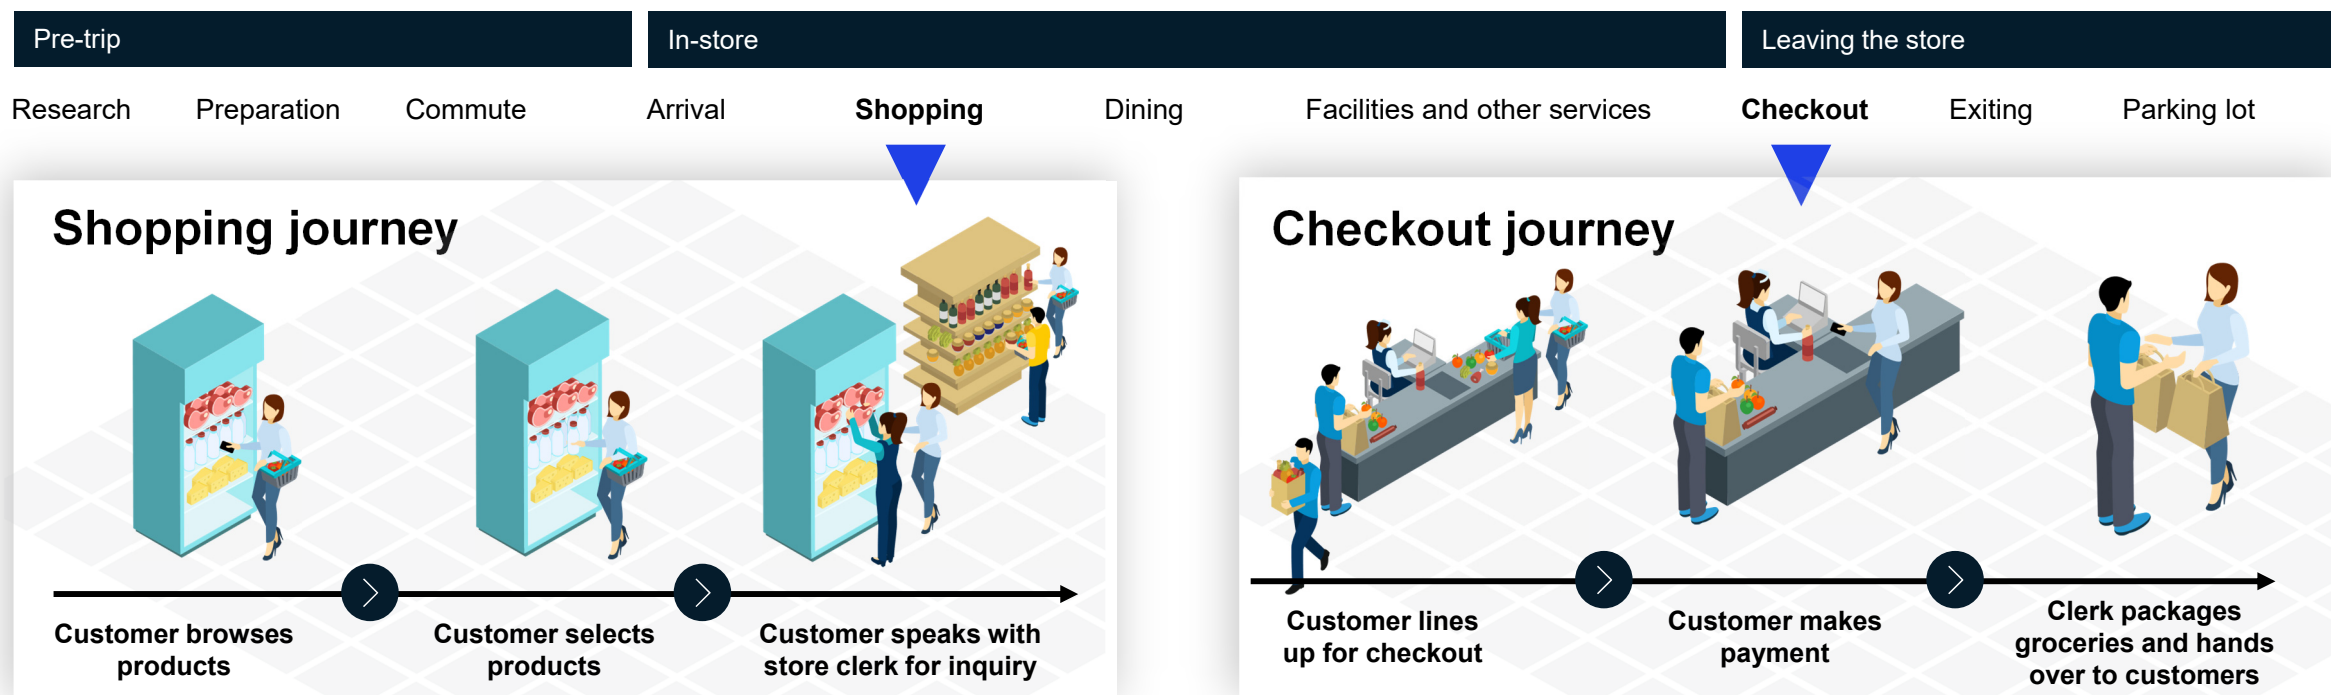 Pre-trip
In-store
Leaving the store
Research
Preparation
Commute
Arrival
Shopping
Dining
Facilities and other services
Checkout
Exiting
Parking lot
Shopping journey
Customer browses
products
Customer selects
products
Customer speaks with
store clerk for inquiry
Checkout journey
Customer lines
up for checkout
Customer makes
payment
Clerk packages
groceries and hands
over to customers